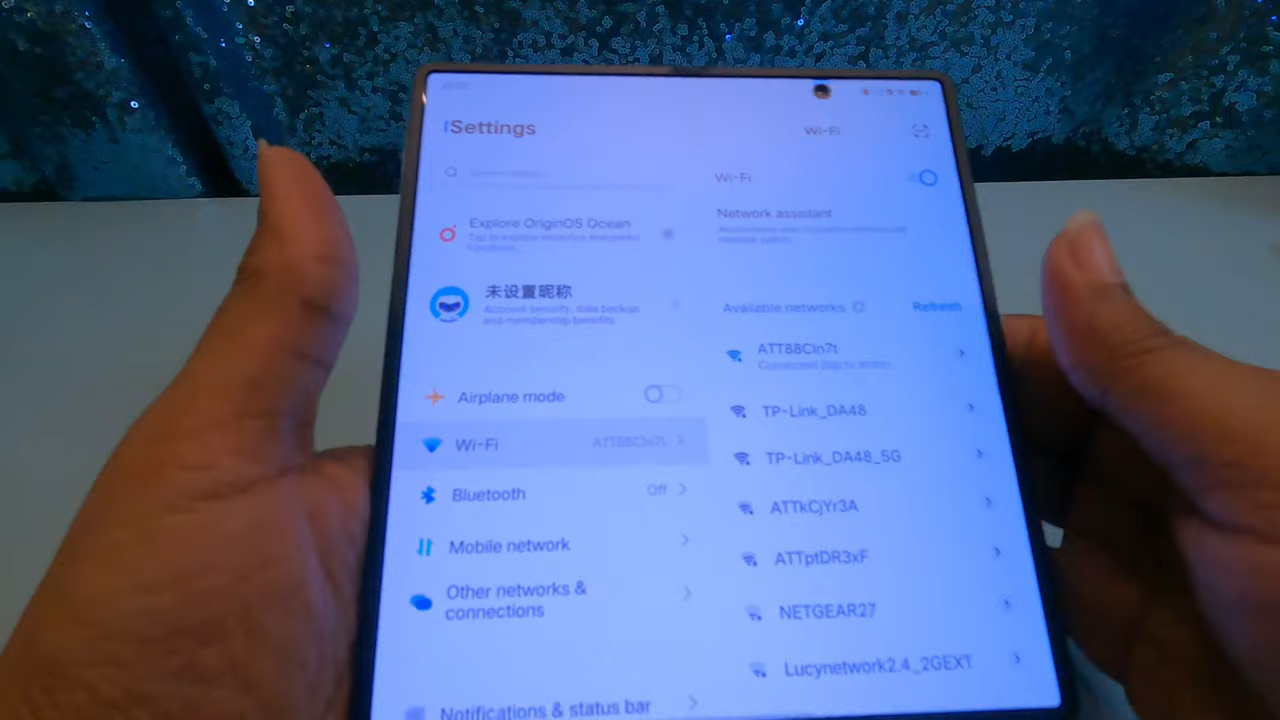 Settings
Explore OriginOS Ocean
未设置昵称
Account security, data backup
and membership benefits
Airplane mode
Wi-Fi
Bluetooth
Off
Mobile network
Other networks &
connections
Notifications & status bar
Wi-Fi
Wi-Fi
Network assistant
Available networks
Refresh
ATT88CIn7t
TP-Link_DA48
TP-Link_DA48_5G
ATTkCjYr3A
ATTptDR3xF
NETGEAR27
Lucynetwork2.4_2GEXT